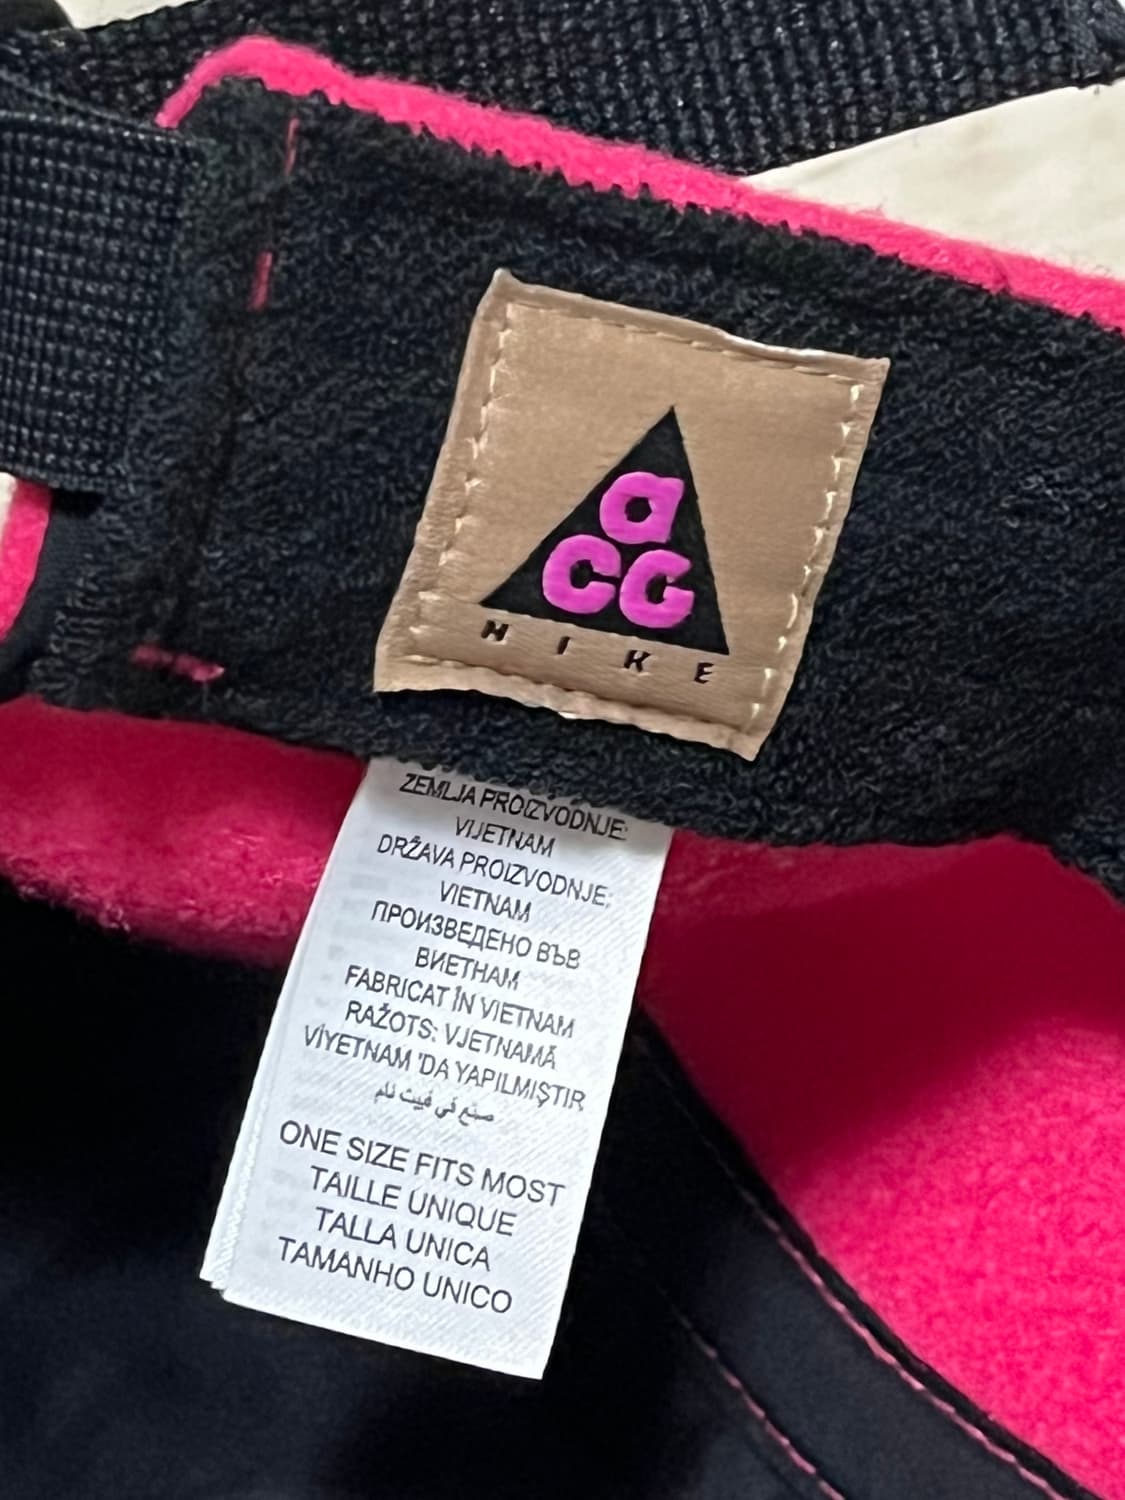 a
CG
NIKE
ZEMLJA PROIZVODNJE:
VIJETNAM
DRŽAVA PROIZVODNJE:
VIETNAM
ПРОИЗВЕДЕНО ВЪВ
ВИЕТНАМ
FABRICAT ÎN VIETNAM
RAŽOTS: VJETNAMĀ
VİYETNAM 'DA YAPILMIŞTIR
صنع في فيت نام
ONE SIZE FITS MOST
TAILLE UNIQUE
TALLA UNICA
TAMANHO UNICO